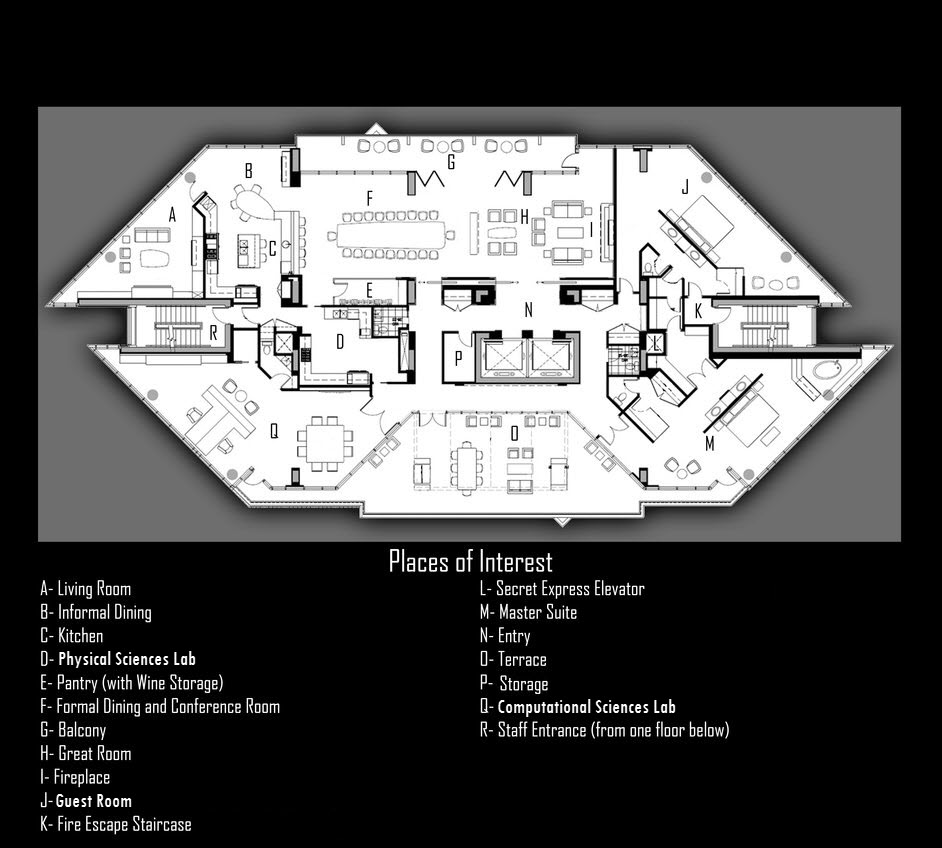 B
G
J
F
A
H
I
C
E
N
K
R
D
P
L
Q
O
M
Places of Interest
A- Living Room
B- Informal Dining
C- Kitchen
D- Physical Sciences Lab
E- Pantry (with Wine Storage)
F- Formal Dining and Conference Room
G- Balcony
H- Great Room
I- Fireplace
J- Guest Room
K- Fire Escape Staircase
L- Secret Express Elevator
M- Master Suite
N- Entry
O- Terrace
P- Storage
Q- Computational Sciences Lab
R- Staff Entrance (from one floor below)